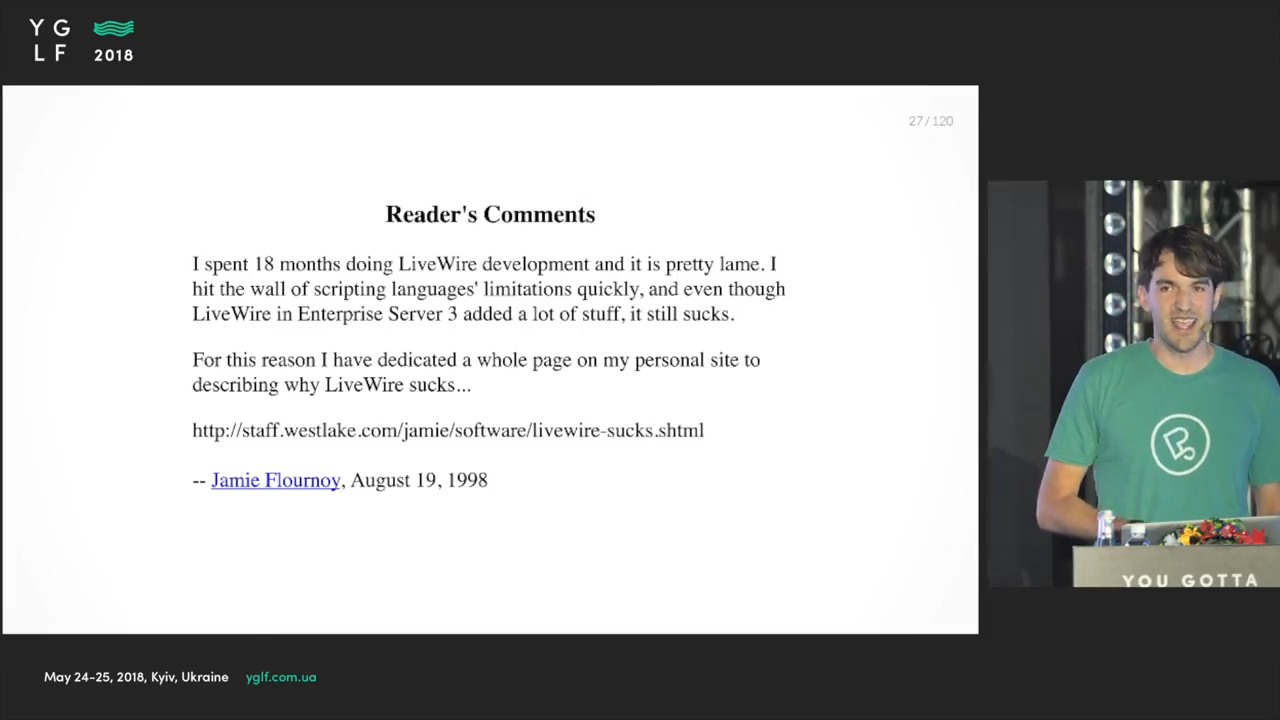 Y G
L F
2018
27 / 120
Reader's Comments
I spent 18 months doing LiveWire development and it is pretty lame. I
hit the wall of scripting languages' limitations quickly, and even though
LiveWire in Enterprise Server 3 added a lot of stuff, it still sucks.
For this reason I have dedicated a whole page on my personal site to
describing why LiveWire sucks...
http://staff.westlake.com/jamie/software/livewire-sucks.shtml
-- Jamie Flournoy, August 19, 1998
YOU GOTTA
May 24-25, 2018, Kyiv, Ukraine yglf.com.ua